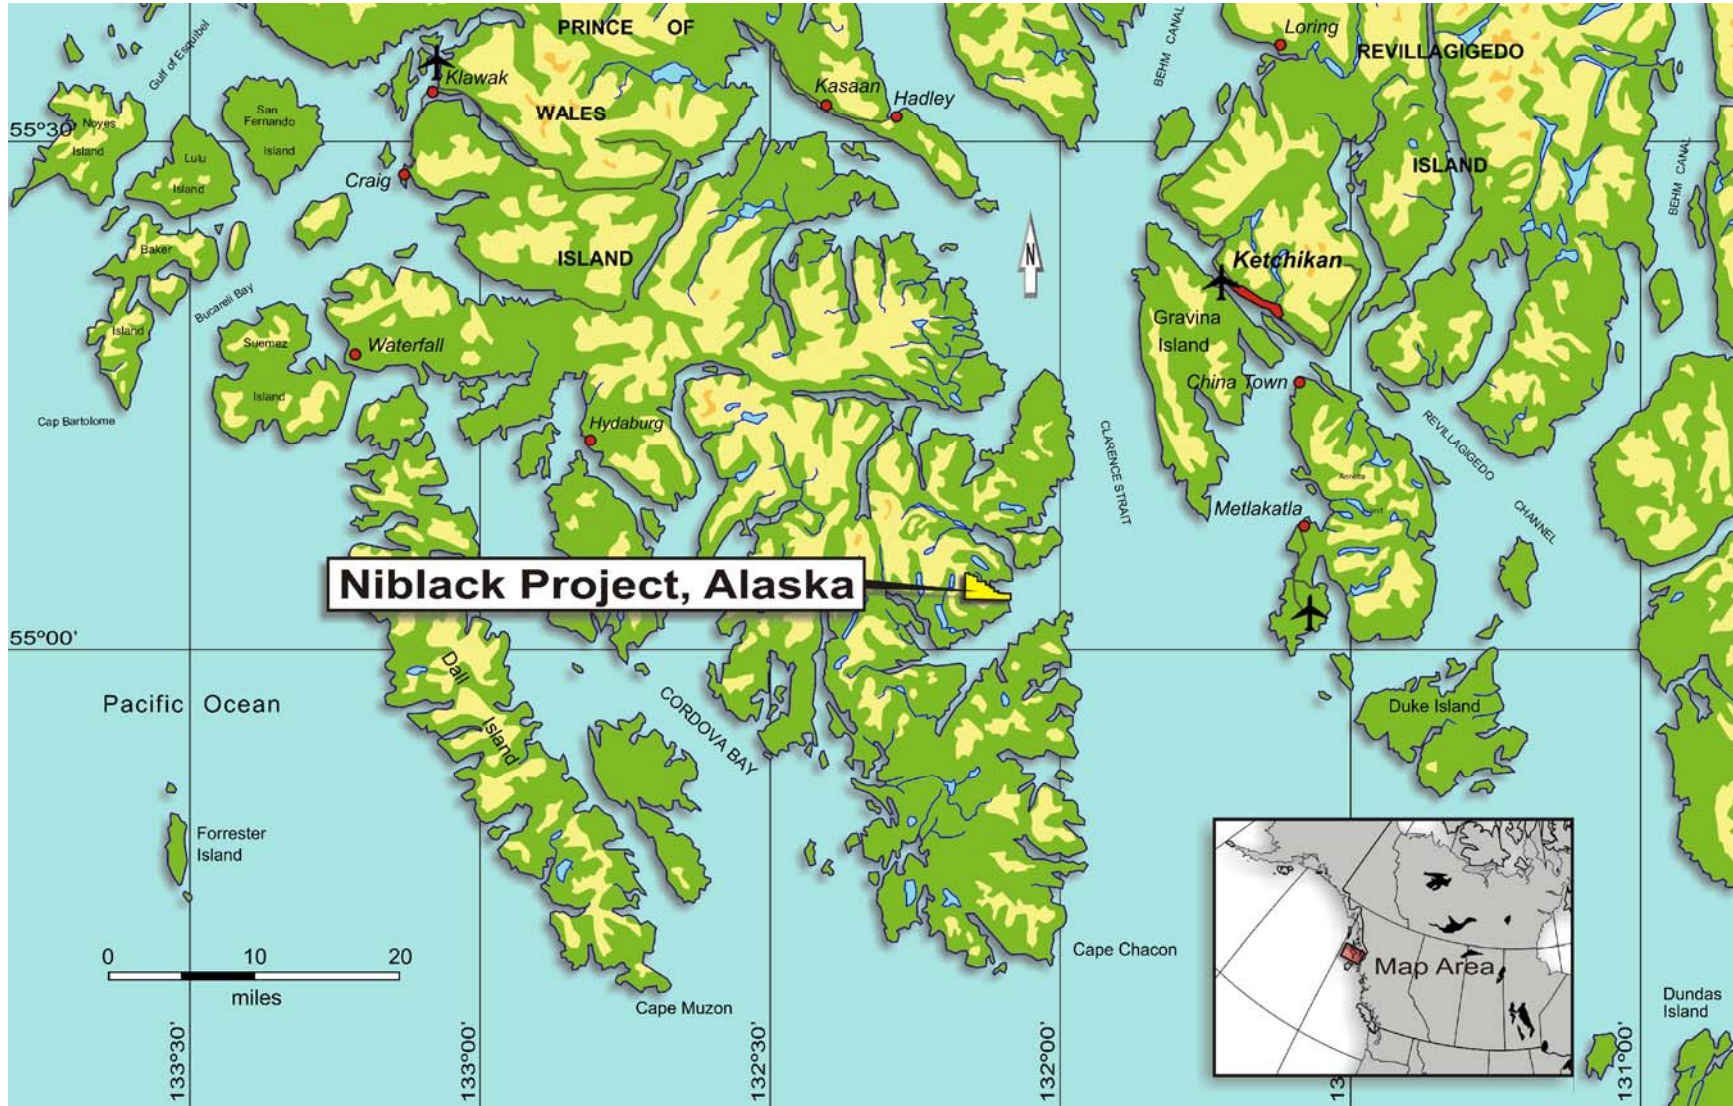 PRINCE OF
WALES
ISLAND
Gulf of Esquibel
Klawak
Kasaan
Hadley
BEHM CANAL
Loring
REVILLAGIGEDO
ISLAND
BEHM CANAL
55°30'
Noyes
Island
San
Fernando
Island
Lulu
Island
Craig
Baker
Island
Bucareli Bay
N
Ketchikan
Gravina
Island
Suemez
Island
Waterfall
China Town
Cap Bartolome
Hydaburg
CLARENCE STRAIT
REVILLAGIGEDO
CHANNEL
Annette
Metlakatla
Niblack Project, Alaska
55°00'
Dall
Island
Pacific Ocean
CORDOVA BAY
Duke Island
Forrester
Island
Cape Chacon
Cape Muzon
0 10 20
miles
Map Area
Dundas
Island
133°30'
133°00'
132°30'
132°00'
131°00'